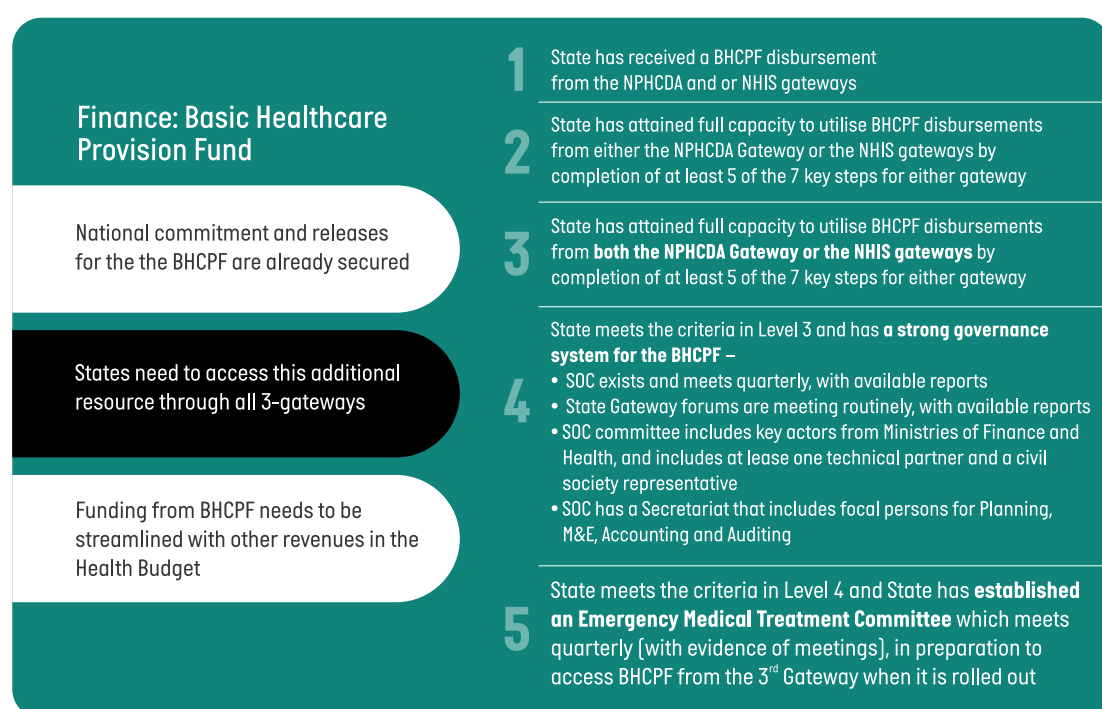 Finance: Basic Healthcare
Provision Fund
National commitment and releases
for the the BHCPF are already secured
States need to access this additional
resource through all 3-gateways
Funding from BHCPF needs to be
streamlined with other revenues in the
Health Budget
1
State has received a BHCPF disbursement
from the NPHCDA and or NHIS gateways
2
State has attained full capacity to utilise BHCPF disbursements
from either the NPHCDA Gateway or the NHIS gateways by
completion of at least 5 of the 7 key steps for either gateway
3
State has attained full capacity to utilise BHCPF disbursements
from both the NPHCDA Gateway or the NHIS gateways by
completion of at least 5 of the 7 key steps for either gateway
4
State meets the criteria in Level 3 and has a strong governance
system for the BHCPF –
• SOC exists and meets quarterly, with available reports
• State Gateway forums are meeting routinely, with available reports
• SOC committee includes key actors from Ministries of Finance and
Health, and includes at lease one technical partner and a civil
society representative
• SOC has a Secretariat that includes focal persons for Planning,
M&E, Accounting and Auditing
5
State meets the criteria in Level 4 and State has established
an Emergency Medical Treatment Committee which meets
quarterly (with evidence of meetings), in preparation to
access BHCPF from the 3rd Gateway when it is rolled out